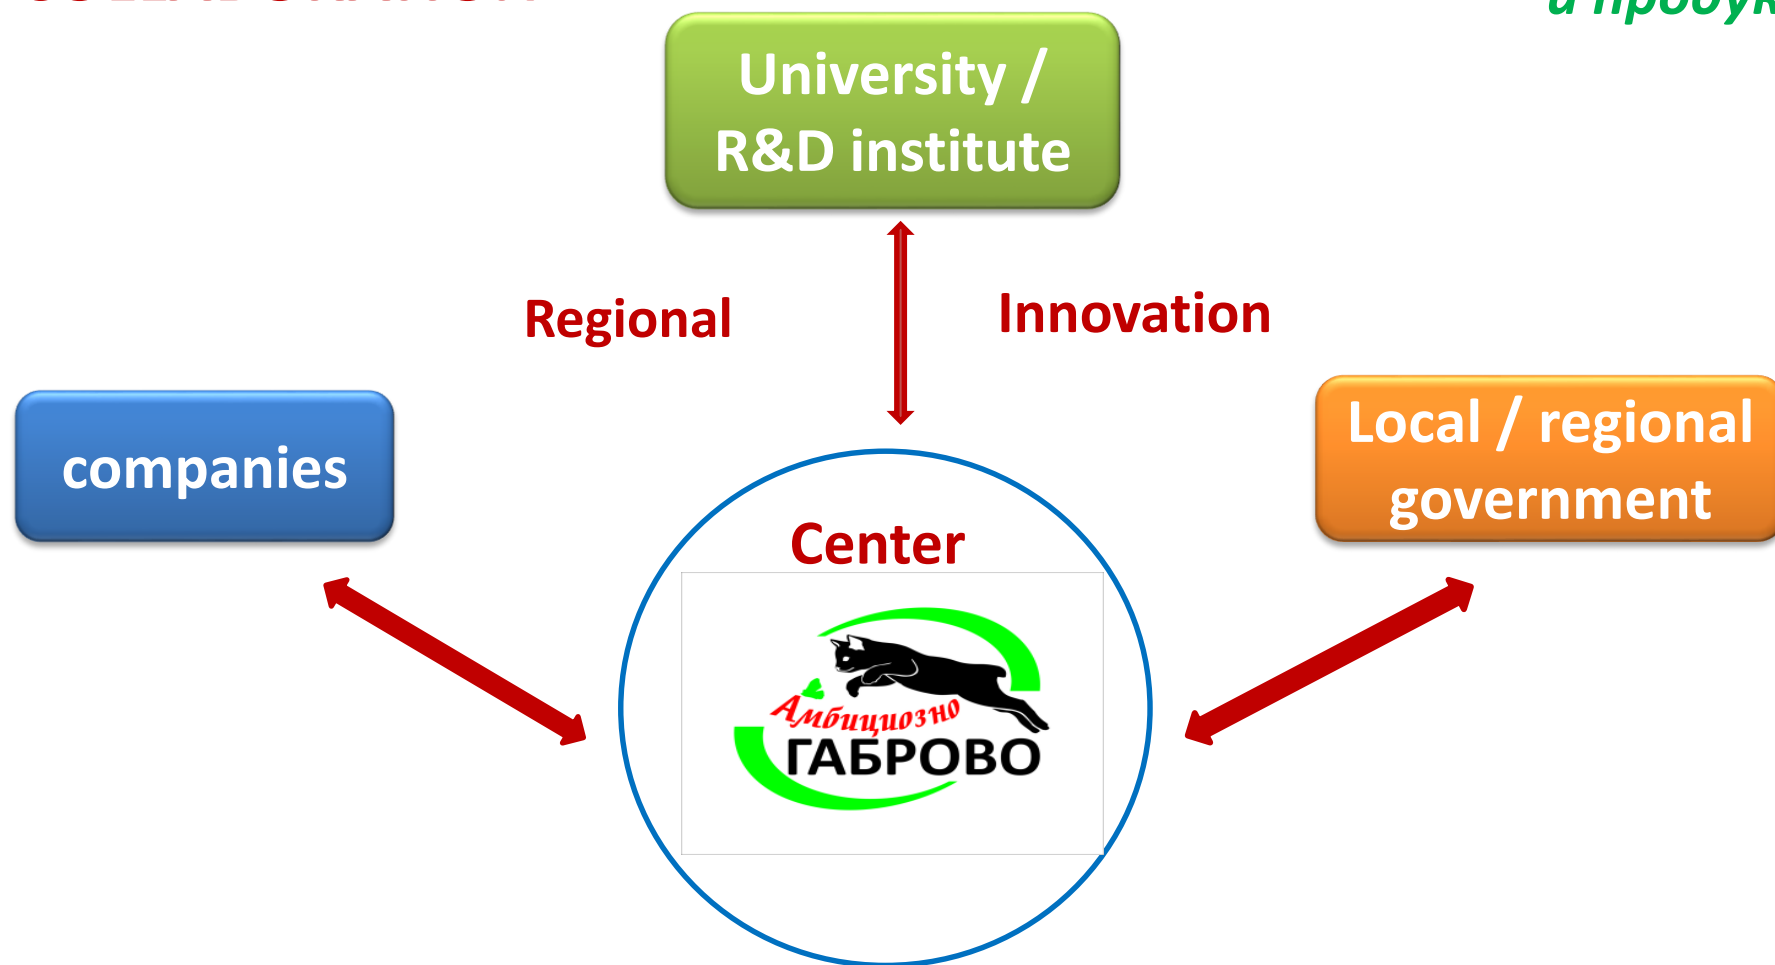 University /
R&D institute
Regional
Innovation
companies
Local / regional
government
Center
Амбициозно
ГАБРОВО